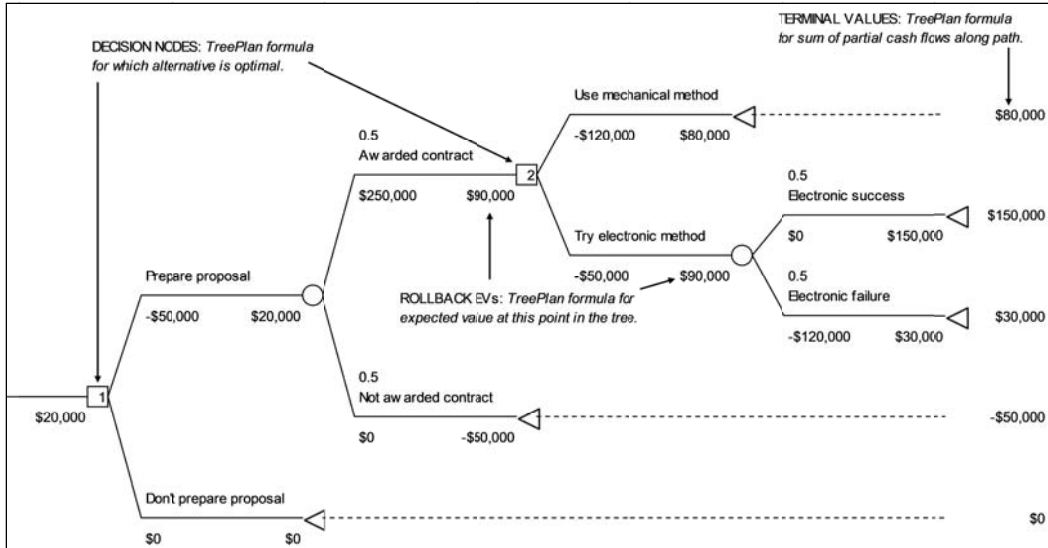 DECISION NODES: TreePlan formula
for which alternative is optimal.
TERMINAL VALUES: TreePlan formula
for sum of partial cash flows along path.
Use mechanical method
-$120,000 $80,000
$80,000
0.5
Awarded contract
2
$250,000 $90,000
0.5
Electronic success
$0 $150,000
$150,000
Try electronic method
-$50,000 $90,000
0.5
Electronic failure
-$120,000 $30,000
$30,000
Prepare proposal
-$50,000 $20,000
ROLLBACK EVs: TreePlan formula for
expected value at this point in the tree.
0.5
Not awarded contract
$0 -$50,000
-$50,000
1
$20,000
Don't prepare proposal
$0 $0
$0